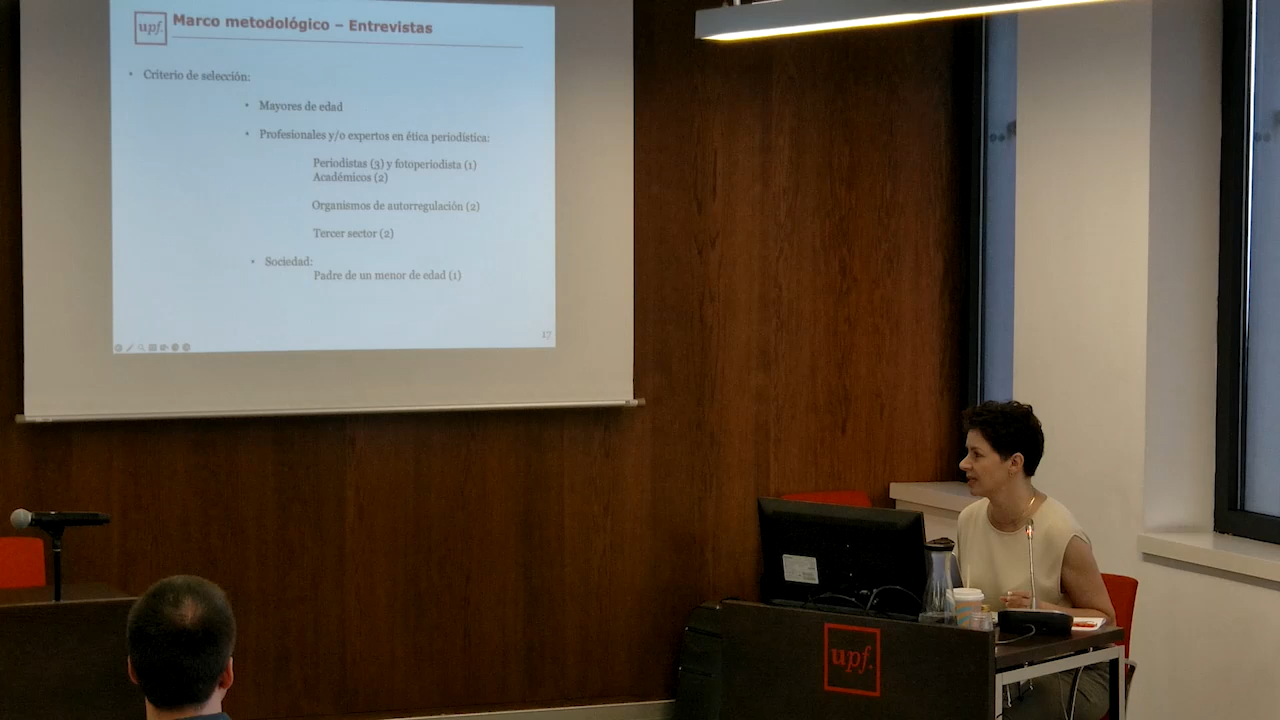 upf.
Marco metodológico – Entrevistas
• Criterio de selección:
• Mayores de edad
• Profesionales y/o expertos en ética periodística:
Periodistas (3) y fotoperiodista (1)
Académicos (2)
Organismos de autorregulación (2)
Tercer sector (2)
• Sociedad:
Padre de un menor de edad (1)
17
upf.